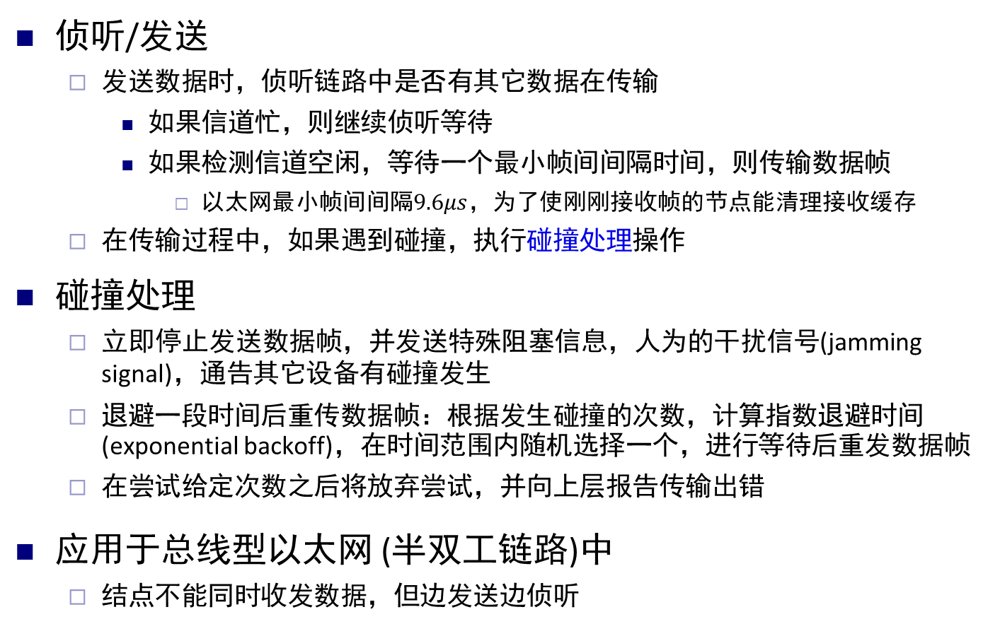 侦听/发送
发送数据时，侦听链路中是否有其它数据在传输
如果信道忙，则继续侦听等待
如果检测信道空闲，等待一个最小帧间间隔时间，则传输数据帧
以太网最小帧间间隔9.6μs，为了使刚刚接收帧的节点能清理接收缓存
在传输过程中，如果遇到碰撞，执行碰撞处理操作
碰撞处理
立即停止发送数据帧，并发送特殊阻塞信息，人为的干扰信号(jamming
signal)，通告其它设备有碰撞发生
退避一段时间后重传数据帧：根据发生碰撞的次数，计算指数退避时间
(exponential backoff)，在时间范围内随机选择一个，进行等待后重发数据帧
在尝试给定次数之后将放弃尝试，并向上层报告传输出错
应用于总线型以太网 (半双工链路)中
结点不能同时收发数据，但边发送边侦听